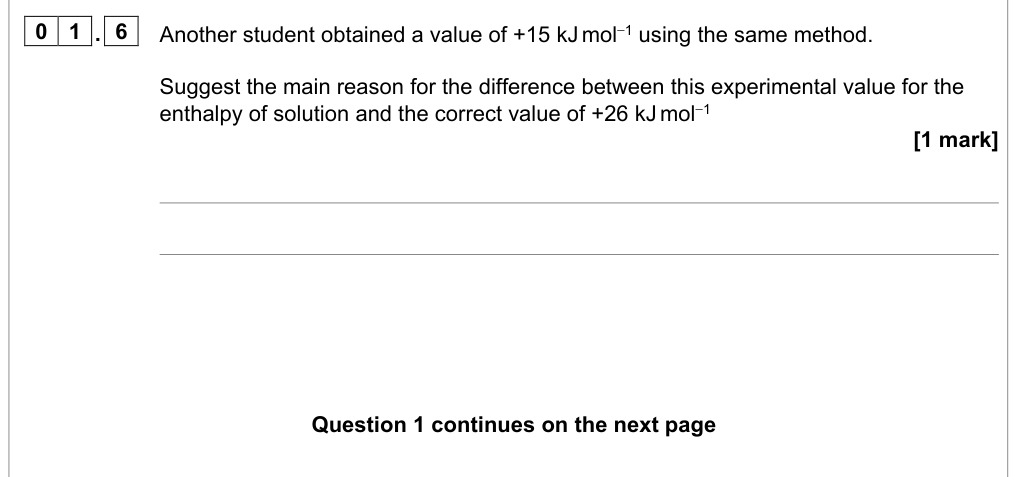 0 1 . 6 Another student obtained a value of +15 kJ mol⁻¹ using the same method.
Suggest the main reason for the difference between this experimental value for the
enthalpy of solution and the correct value of +26 kJ mol⁻¹
[1 mark]
Question 1 continues on the next page